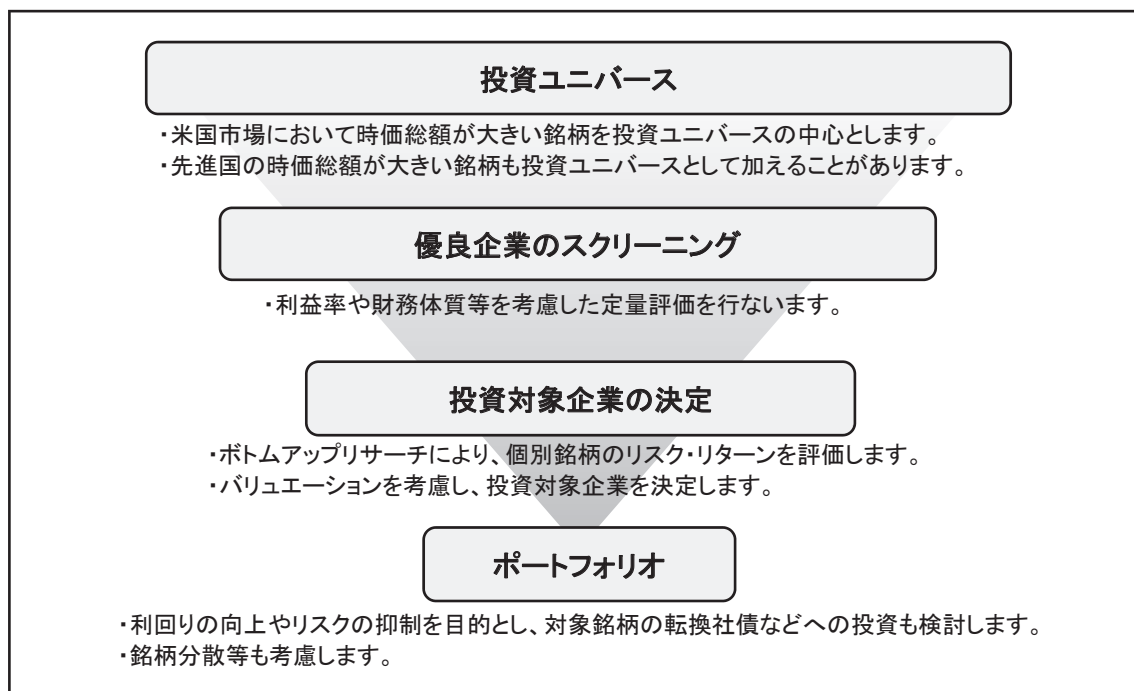 投資ユニバース
・米国市場において時価総額が大きい銘柄を投資ユニバースの中心とします。
・先進国の時価総額が大きい銘柄も投資ユニバースとして加えることがあります。
優良企業のスクリーニング
・利益率や財務体質等を考慮した定量評価を行ないます。
投資対象企業の決定
・ボトムアップリサーチにより、個別銘柄のリスク・リターンを評価します。
・バリュエーションを考慮し、投資対象企業を決定します。
ポートフォリオ
・利回りの向上やリスクの抑制を目的とし、対象銘柄の転換社債などへの投資も検討します。
・銘柄分散等も考慮します。